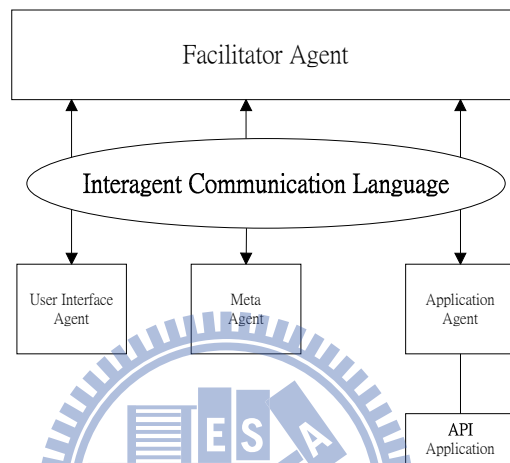 Facilitator Agent
Interagent Communication Language
User Interface
Agent
Meta
Agent
Application
Agent
API
Application
E S A